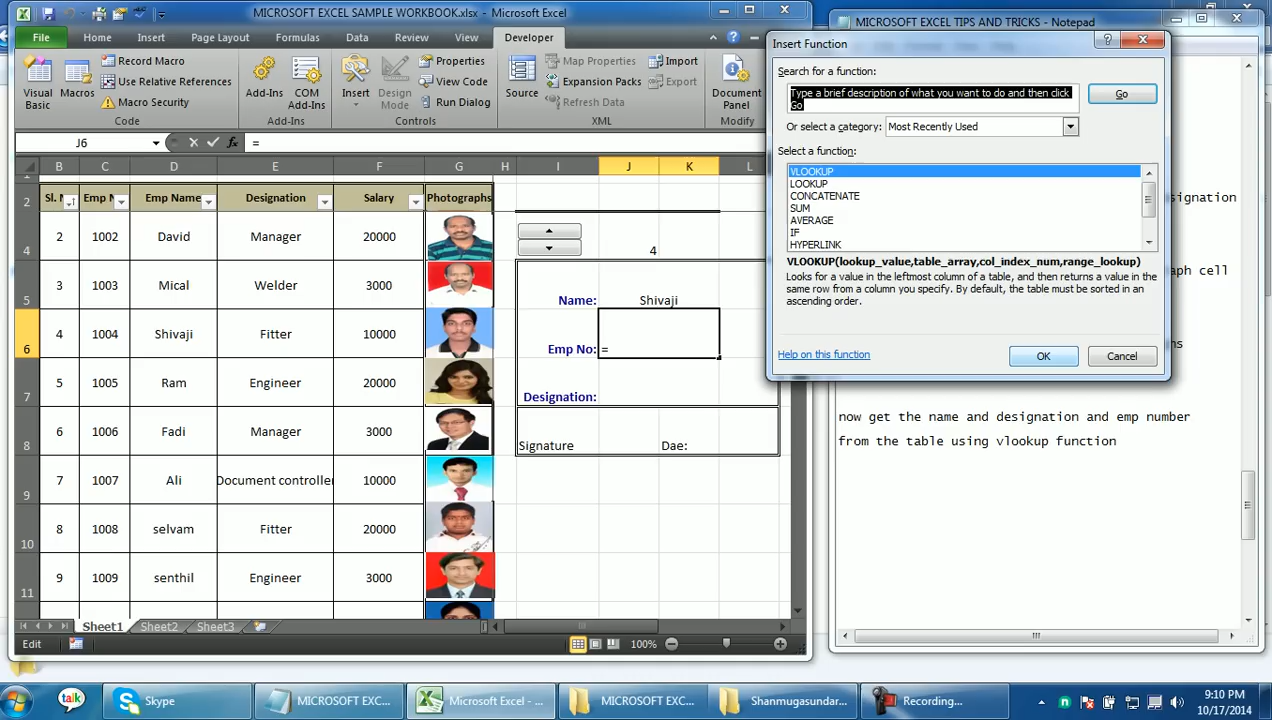 MICROSOFT EXCEL SAMPLE WORKBOOK.xlsx - Microsoft Excel
MICROSOFT EXCEL TIPS AND TRICKS - Notepad
File Home Insert Page Layout Formulas Data Review View Developer
Visual Basic
Macros
Record Macro
Use Relative References
Macro Security
Code
Add-Ins
COM Add-Ins
Add-Ins
Insert
Design Mode
Properties
View Code
Run Dialog
Controls
Source
Map Properties
Expansion Packs
Refresh Data
Import
Export
XML
Document Panel
Modify
J6 fx =
B C D E F G H I J K L
2 Sl. N Emp N Emp Name Designation Salary Photographs
4 2 1002 David Manager 20000 4
5 3 1003 Mical Welder 3000 Name: Shivaji
6 4 1004 Shivaji Fitter 10000 Emp No: =
7 5 1005 Ram Engineer 20000 Designation:
8 6 1006 Fadi Manager 3000 Signature Dae:
9 7 1007 Ali Document controller 10000
10 8 1008 selvam Fitter 20000
11 9 1009 senthil Engineer 3000
Sheet1 Sheet2 Sheet3
Edit 100%
Insert Function
Search for a function:
Type a brief description of what you want to do and then click
Go
Go
Or select a category: Most Recently Used
Select a function:
VLOOKUP
LOOKUP
CONCATENATE
SUM
AVERAGE
IF
HYPERLINK
VLOOKUP(lookup_value,table_array,col_index_num,range_lookup)
Looks for a value in the leftmost column of a table, and then returns a value in the
same row from a column you specify. By default, the table must be sorted in an
ascending order.
Help on this function
OK Cancel
now get the name and designation and emp number
from the table using vlookup function
talk Skype MICROSOFT EXC... Microsoft Excel - ... MICROSOFT EXC... Shanmugasundar... Recording...
9:10 PM
10/17/2014